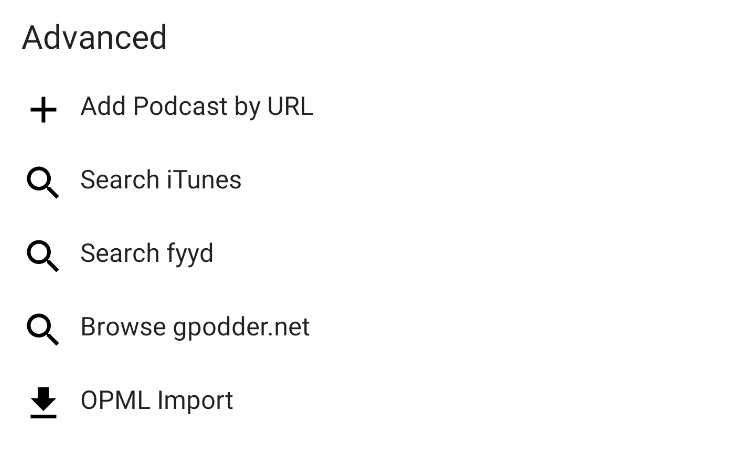 Advanced
Add Podcast by URL
Search iTunes
Search fyyd
Browse gpodder.net
OPML Import